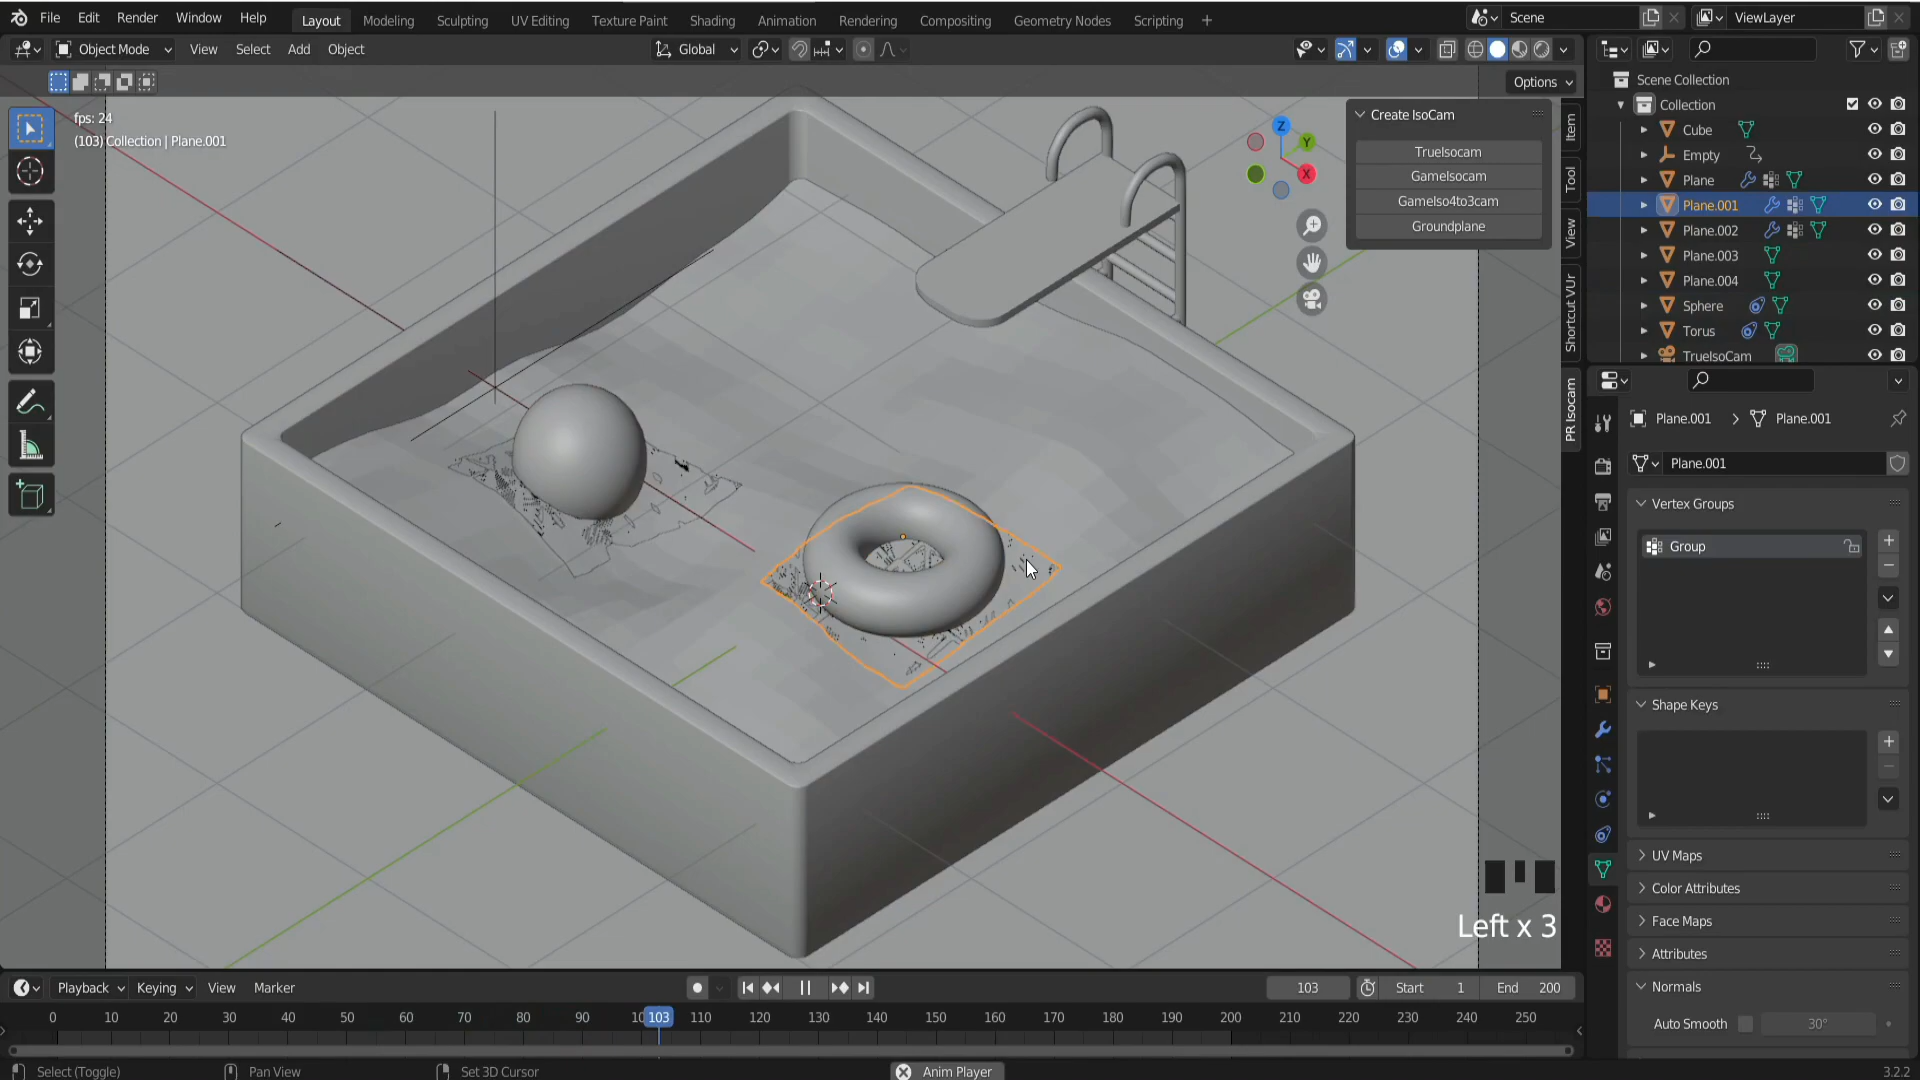 File Edit Render Window Help
Layout Modeling Sculpting UV Editing Texture Paint Shading Animation Rendering Compositing Geometry Nodes Scripting +
Scene ViewLayer
Object Mode View Select Add Object Global
Options
fps: 24
(103) Collection | Plane.001
Create IsoCam
TrueIsocam
GameIsocam
GameIso4to3cam
Groundplane
Z
Y
X
Item
Tool
View
Shortcut VUr
PR Isocam
Scene Collection
Collection
Cube
Empty
Plane
Plane.001
Plane.002
Plane.003
Plane.004
Sphere
Torus
TrueIsoCam
Plane.001 > Plane.001
Plane.001
Vertex Groups
Group
Shape Keys
UV Maps
Color Attributes
Face Maps
Attributes
Normals
Auto Smooth 30°
Left x 3
Playback Keying View Marker 103 Start 1 End 200
0 10 20 30 40 50 60 70 80 90 10 103 110 120 130 140 150 160 170 180 190 200 210 220 230 240 250
Select (Toggle) Pan View Set 3D Cursor Anim Player 3.2.2